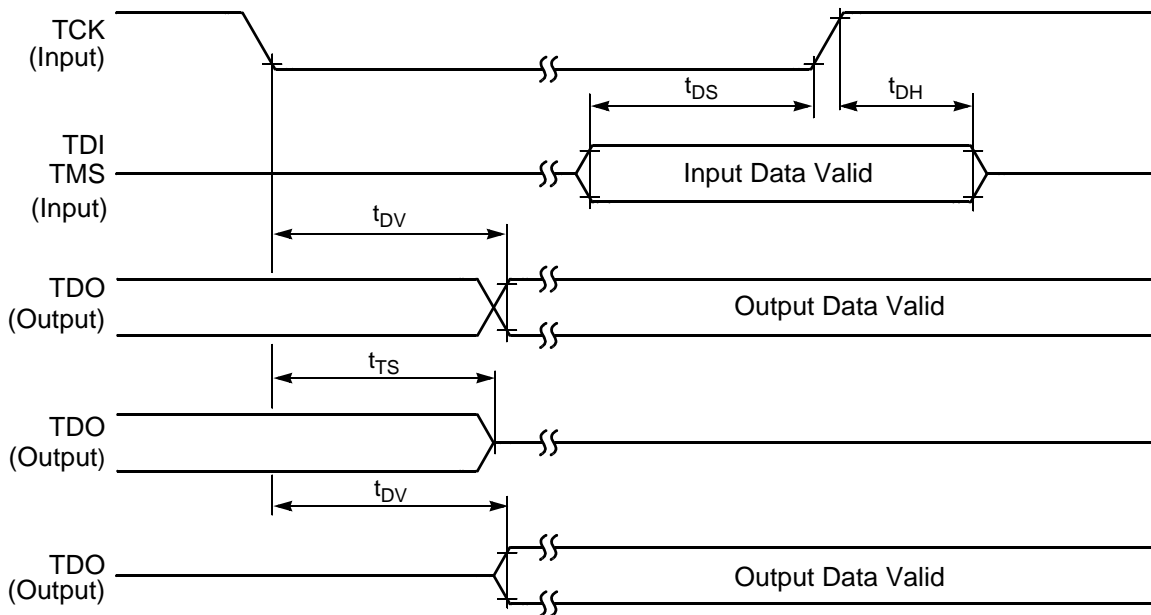 TCK
(Input)
tDS
tDH
TDI
TMS
(Input)
Input Data Valid
tDV
TDO
(Output)
Output Data Valid
tTS
TDO
(Output)
tDV
TDO
(Output)
Output Data Valid